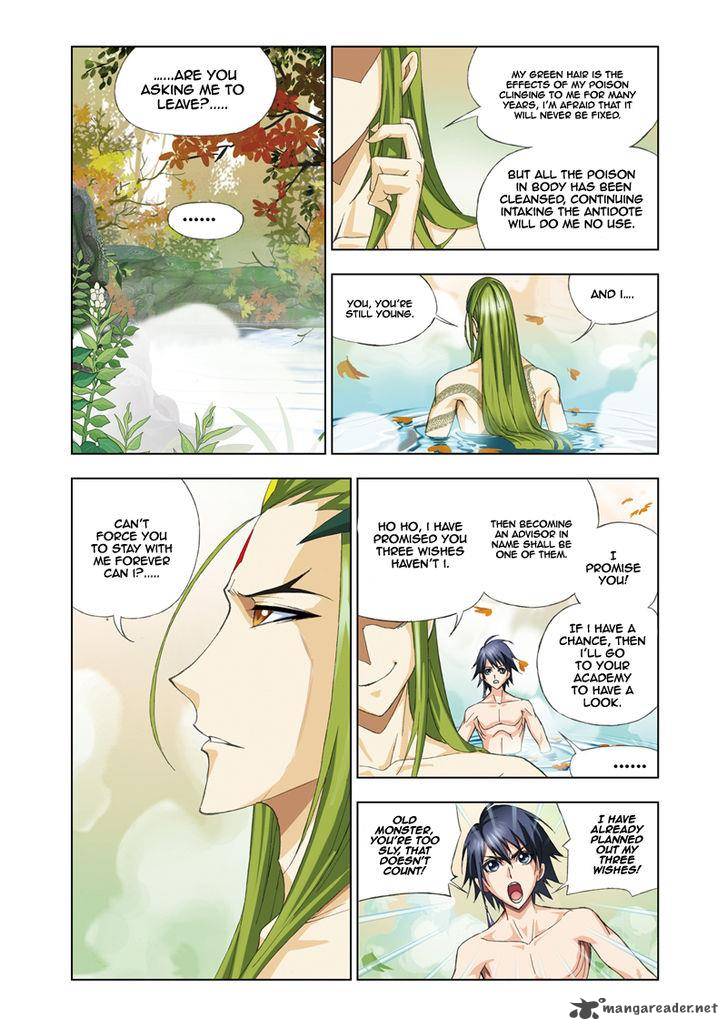 ......ARE YOU
ASKING ME TO
LEAVE?.....
......
MY GREEN HAIR IS THE
EFFECTS OF MY POISON
CLINGING TO ME FOR MANY
YEARS, I'M AFRAID THAT IT
WILL NEVER BE FIXED.
BUT ALL THE POISON
IN BODY HAS BEEN
CLEANSED, CONTINUING
INTAKING THE ANTIDOTE
WILL DO ME NO USE.
AND I....
YOU, YOU'RE
STILL YOUNG.
CAN'T
FORCE YOU
TO STAY WITH
ME FOREVER
CAN I?.....
HO HO, I HAVE
PROMISED YOU
THREE WISHES
HAVEN'T I.
THEN BECOMING
AN ADVISOR IN
NAME SHALL BE
ONE OF THEM.
I
PROMISE
YOU!
IF I HAVE A
CHANCE, THEN
I'LL GO
TO YOUR
ACADEMY
TO HAVE A
LOOK.
......
OLD
MONSTER,
YOU'RE TOO
SLY, THAT
DOESN'T
COUNT!
I HAVE
ALREADY
PLANNED
OUT MY
THREE
WISHES!
mangareader.net